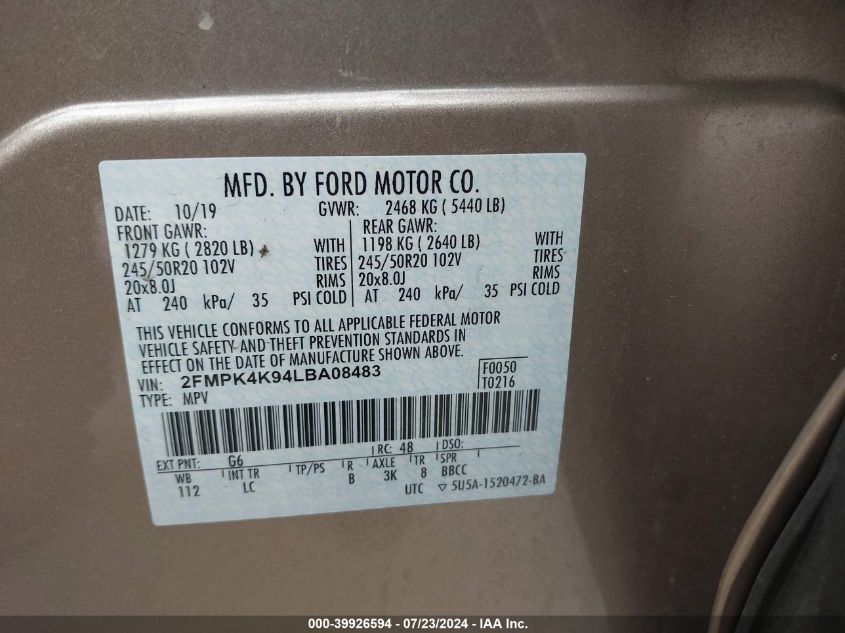 MFD. BY FORD MOTOR CO.
DATE: 10/19 GVWR: 2468 KG ( 5440 LB)
FRONT GAWR: REAR GAWR:
1279 KG ( 2820 LB) WITH 1198 KG ( 2640 LB) WITH
245/50R20 102V TIRES 245/50R20 102V TIRES
20x8.0J RIMS 20x8.0J RIMS
AT 240 kPa/ 35 PSI COLD AT 240 kPa/ 35 PSI COLD
THIS VEHICLE CONFORMS TO ALL APPLICABLE FEDERAL MOTOR
VEHICLE SAFETY AND THEFT PREVENTION STANDARDS IN
EFFECT ON THE DATE OF MANUFACTURE SHOWN ABOVE.
VIN: 2FMPK4K94LBA08483 F0050
TYPE: MPV T0216
EXT PNT: G6 RC: 48 DSO:
WB INT TR TP/PS R AXLE TR SPR
112 LC B 3K 8 BBCC
UTC ▽ 5U5A-1520472-BA
000-39926594 - 07/23/2024 - IAA Inc.